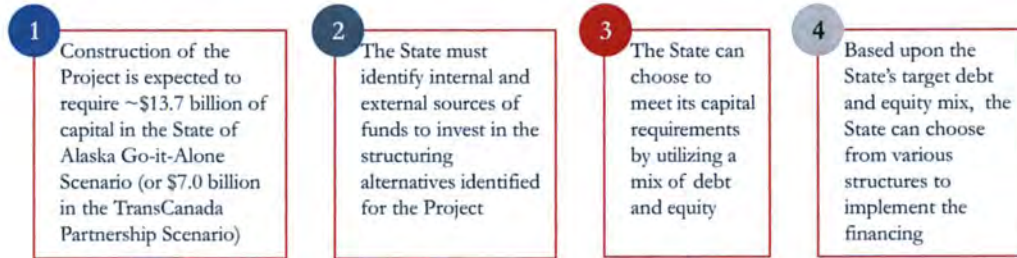 1
Construction of the
Project is expected to
require ~$13.7 billion of
capital in the State of
Alaska Go-it-Alone
Scenario (or $7.0 billion
in the TransCanada
Partnership Scenario)
2
The State must
identify internal and
external sources of
funds to invest in the
structuring
alternatives identified
for the Project
3
The State can
choose to
meet its capital
requirements
by utilizing a
mix of debt
and equity
4
Based upon the
State's target debt
and equity mix, the
State can choose
from various
structures to
implement the
financing